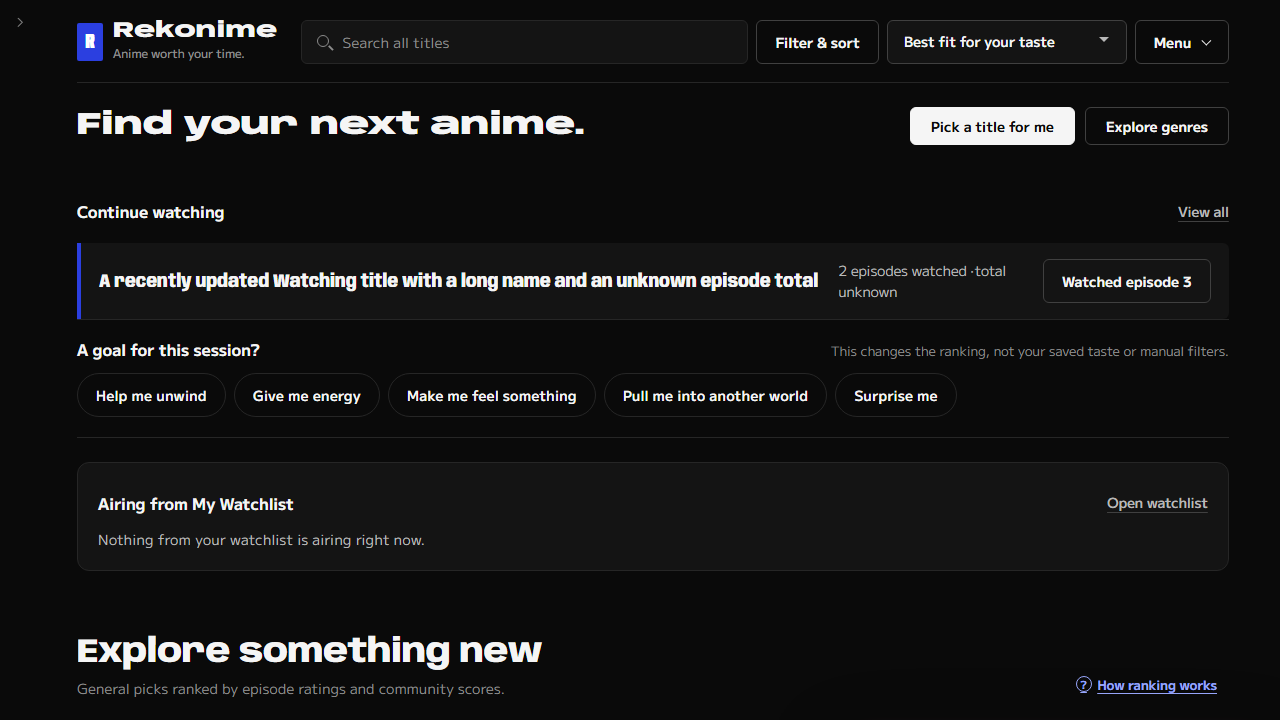 R
Rekonime
Anime worth your time.
Search all titles
Filter & sort
Best fit for your taste
Menu
Find your next anime.
Pick a title for me
Explore genres
Continue watching
View all
A recently updated Watching title with a long name and an unknown episode total
2 episodes watched · total
unknown
Watched episode 3
A goal for this session?
This changes the ranking, not your saved taste or manual filters.
Help me unwind
Give me energy
Make me feel something
Pull me into another world
Surprise me
Airing from My Watchlist
Open watchlist
Nothing from your watchlist is airing right now.
Explore something new
General picks ranked by episode ratings and community scores.
? How ranking works